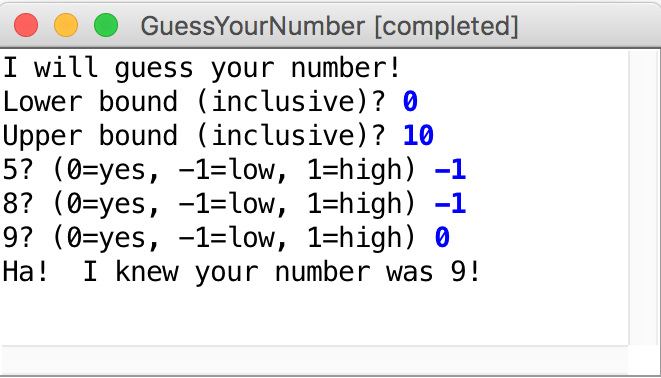 GuessYourNumber [completed]
I will guess your number!
Lower bound (inclusive)? 0
Upper bound (inclusive)? 10
5? (0=yes, -1=low, 1=high) -1
8? (0=yes, -1=low, 1=high) -1
9? (0=yes, -1=low, 1=high) 0
Ha!  I knew your number was 9!